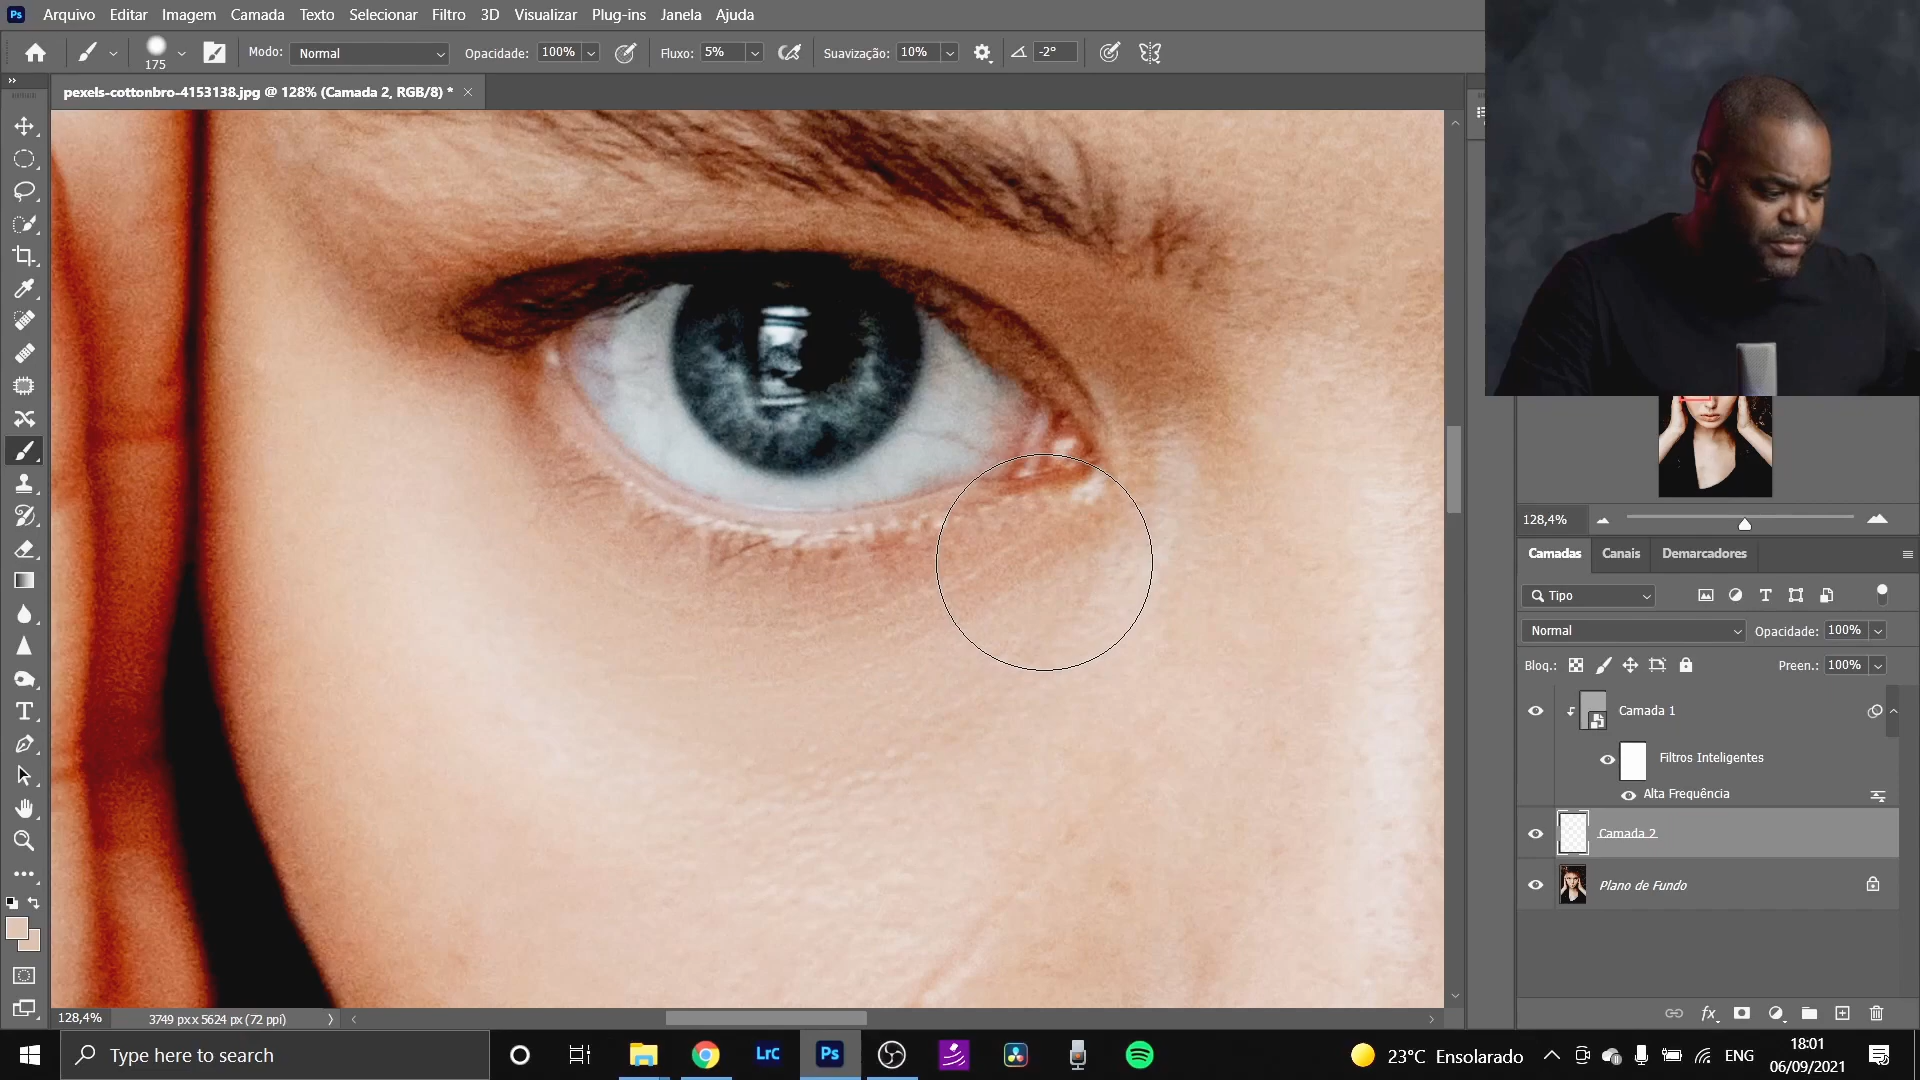 Ps Arquivo Editar Imagem Camada Texto Selecionar Filtro 3D Visualizar Plug-ins Janela Ajuda
175 Modo: Normal Opacidade: 100% Fluxo: 5% Suavização: 10% -2°
pexels-cottonbro-4153138.jpg @ 128% (Camada 2, RGB/8) * ×
128,4%
Camadas Canais Demarcadores
Tipo
Normal Opacidade: 100%
Bloq.: Preen.: 100%
Camada 1
Filtros Inteligentes
Alta Frequência
Camada 2
Plano de Fundo
fx
128,4% 3749 px x 5624 px (72 ppi)
Type here to search LrC Ps 23°C Ensolarado ENG 18:01
06/09/2021